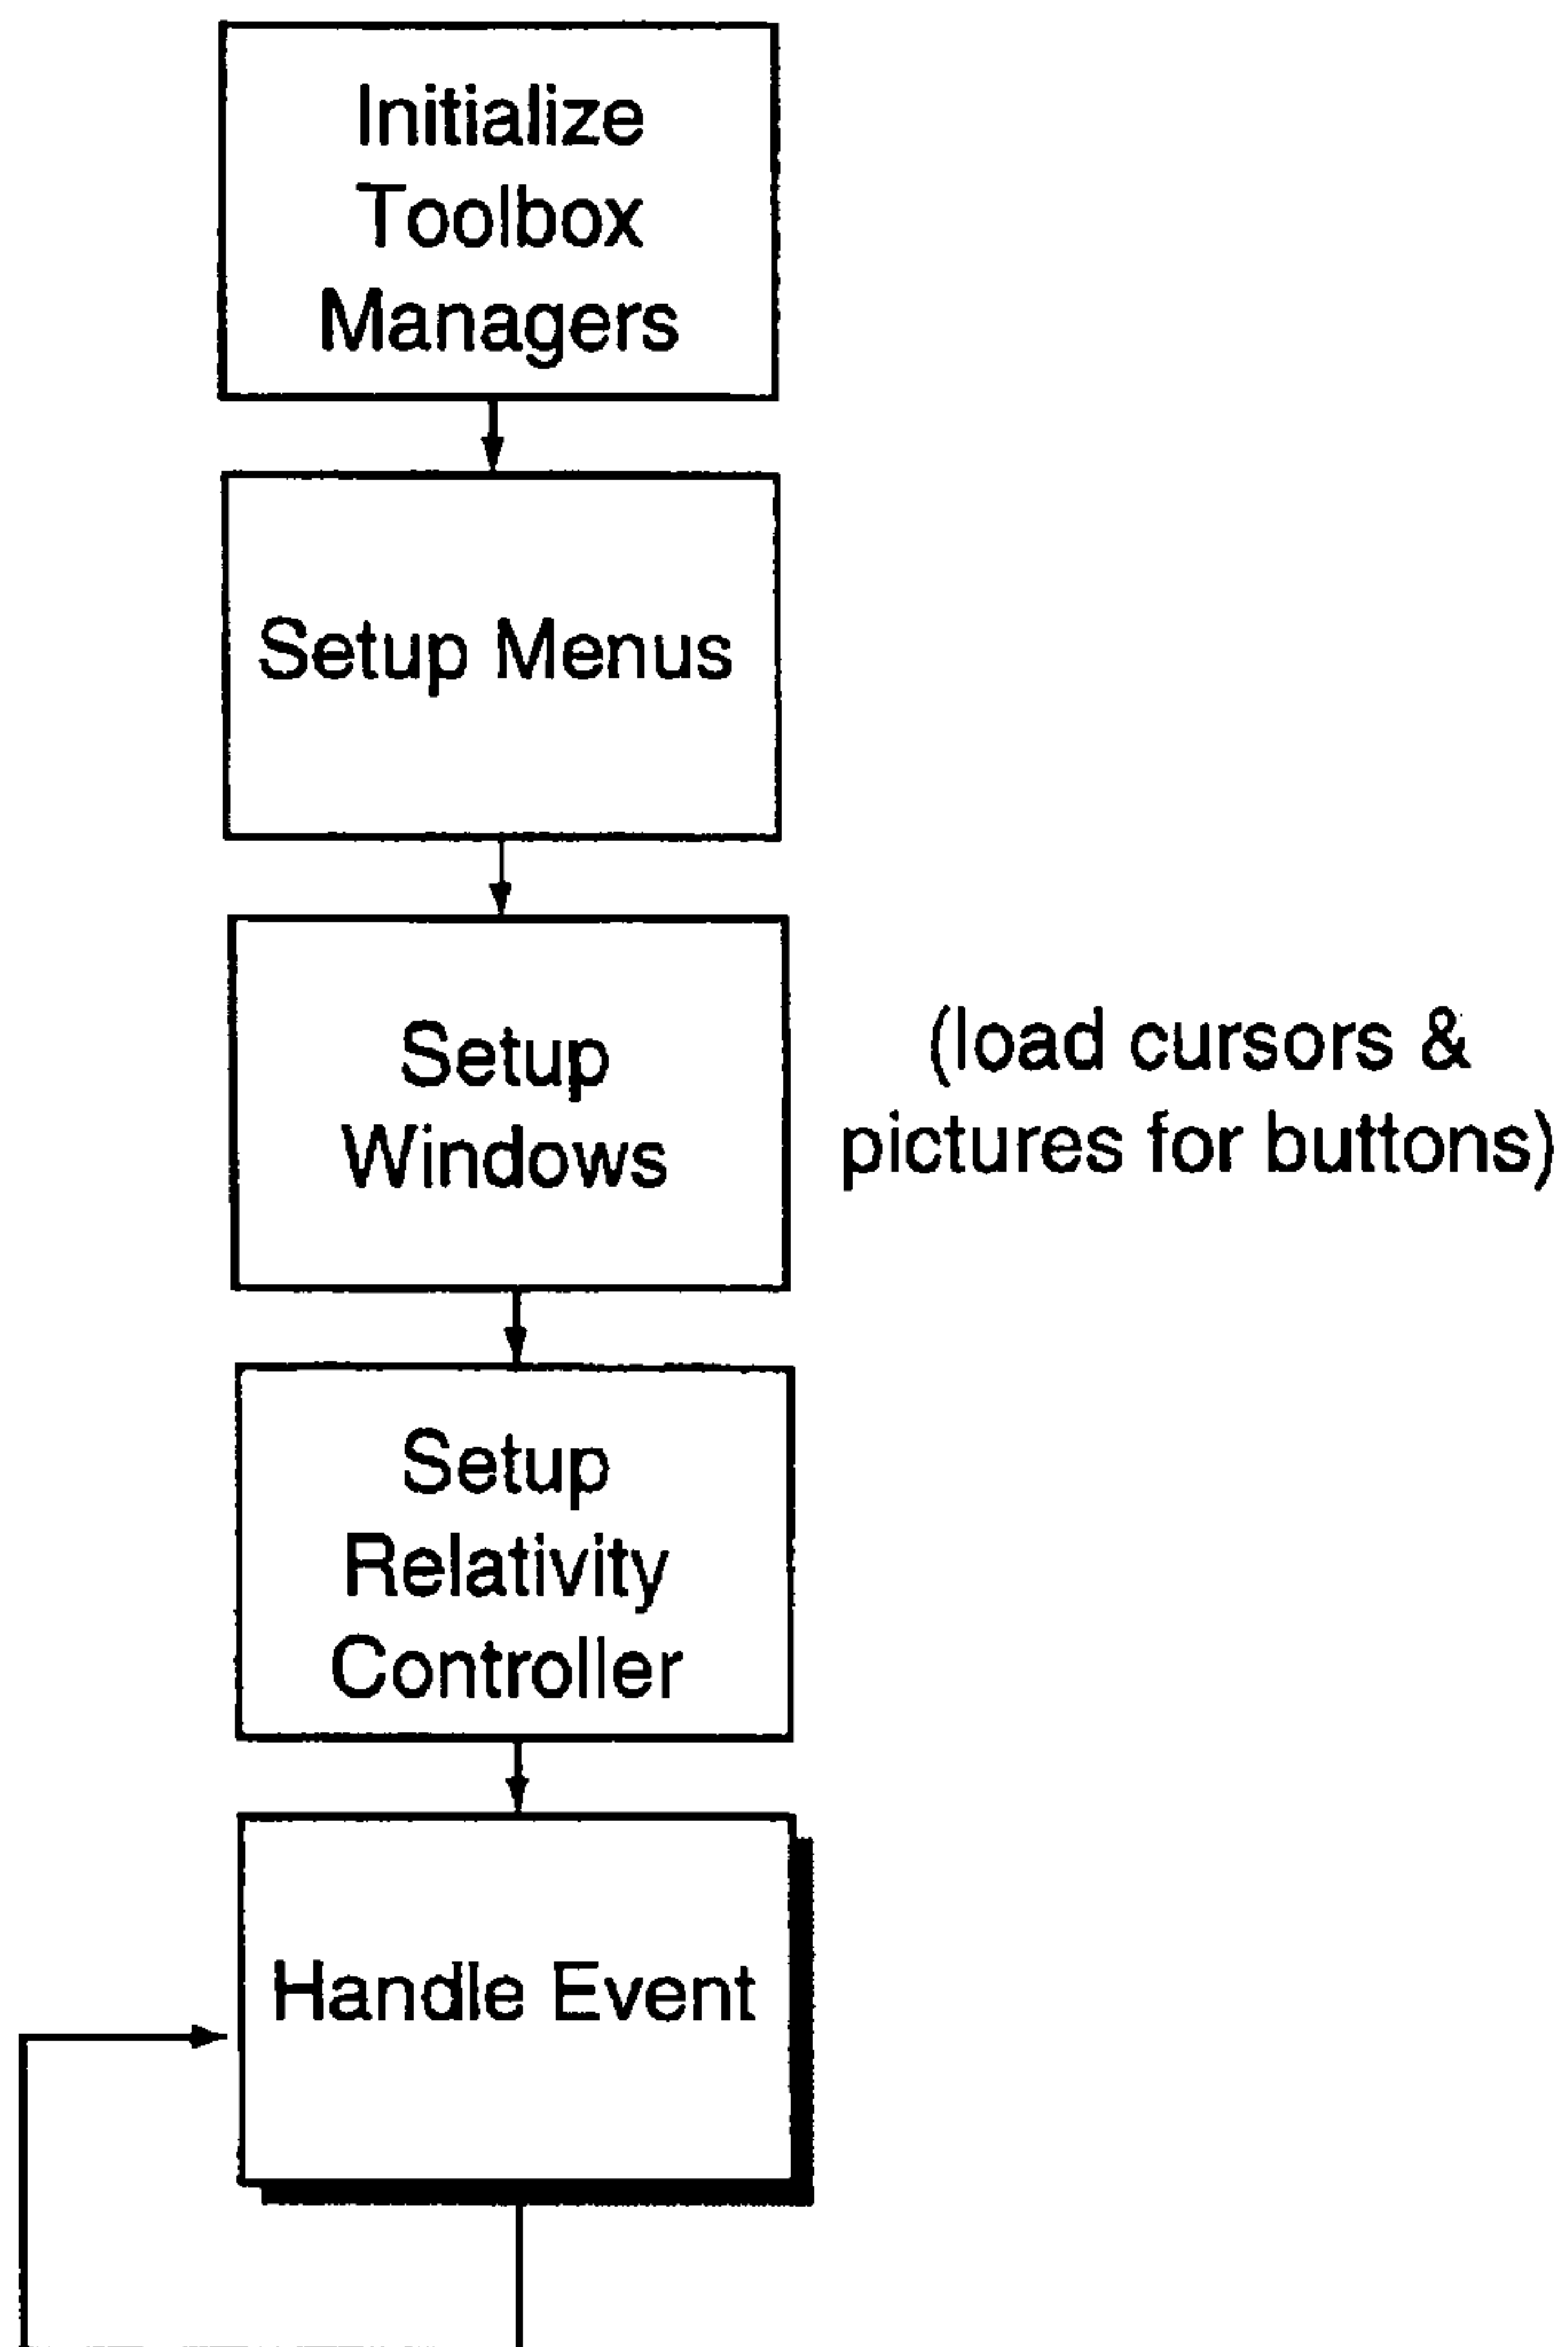 Initialize
Toolbox
Managers
Setup Menus
Setup
Windows
(load cursors &
pictures for buttons)
Setup
Relativity
Controller
Handle Event